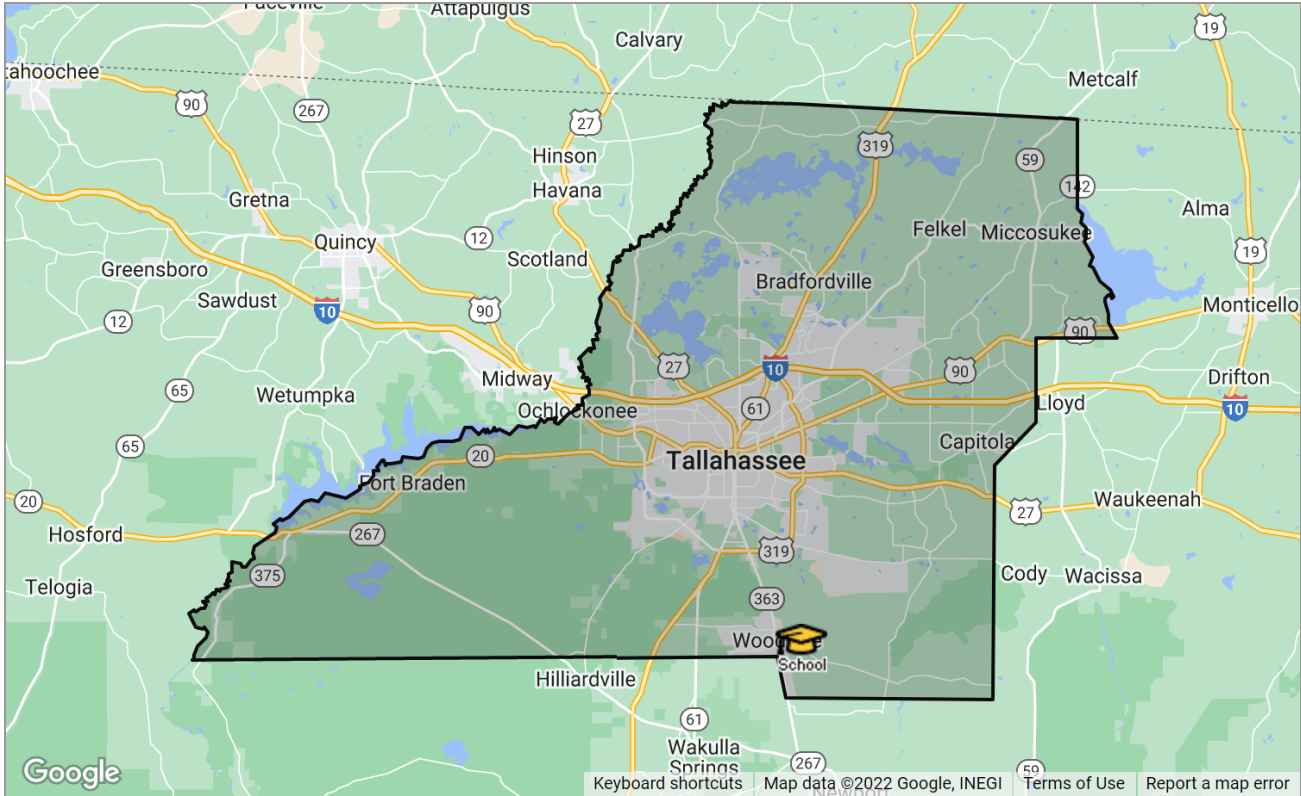 Faceville
Attapulgus
Calvary
19
tahoochee
Metcalf
90
267
27
319
59
Hinson
142
Havana
Gretna
Alma
Felkel
Miccosukee
12
Quincy
19
Scotland
Greensboro
Bradfordville
Sawdust
10
90
Monticello
12
90
27
10
90
Midway
Drifton
65
Wetumpka
Lloyd
10
Ochlockonee
61
65
Capitola
20
Tallahassee
Fort Braden
20
Waukeenah
27
Hosford
267
319
375
Cody
Wacissa
Telogia
363
School
Hilliardville
61
Wakulla
Springs
267
59
Google
Keyboard shortcuts
Map data ©2022 Google, INEGI
Terms of Use
Report a map error